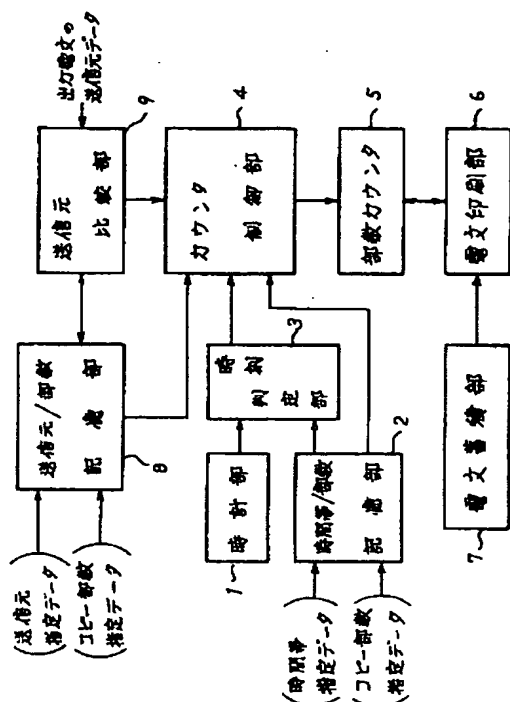 (送信元
指定データ)
(コピー部数
指定データ)
送信元/部数
記憶部
8
送信元
比較部
9
出力電文の
送信元データ
カウンタ
制御部
4
時計部
1
時刻
判定部
3
(時間帯
指定データ)
(コピー部数
指定データ)
時間帯/部数
記憶部
2
部数カウンタ
5
電文印刷部
6
電文蓄積部
7